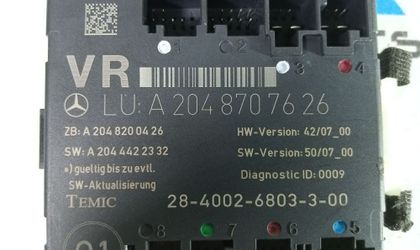 1 2
VR 3 4
LU: A 204 870 76 26
ZB: A 204 820 04 26 HW-Version: 42/07_00
SW: A 204 442 23 32 SW-Version: 50/07_00
*) gueltig bis zu evtl. Diagnostic ID: 0009
SW-Aktualisierung
TEMIC 28-4002-6803-3-00
8 7 6 5